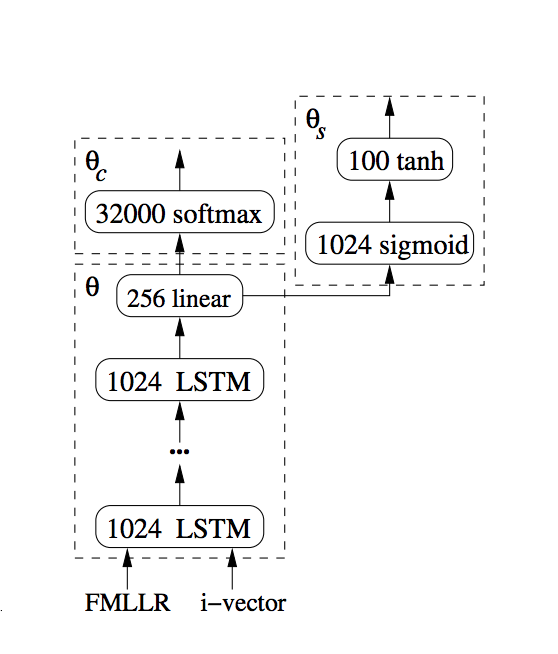 θs
100 tanh
θc
32000 softmax
1024 sigmoid
θ
256 linear
1024 LSTM
...
1024 LSTM
FMLLR i−vector